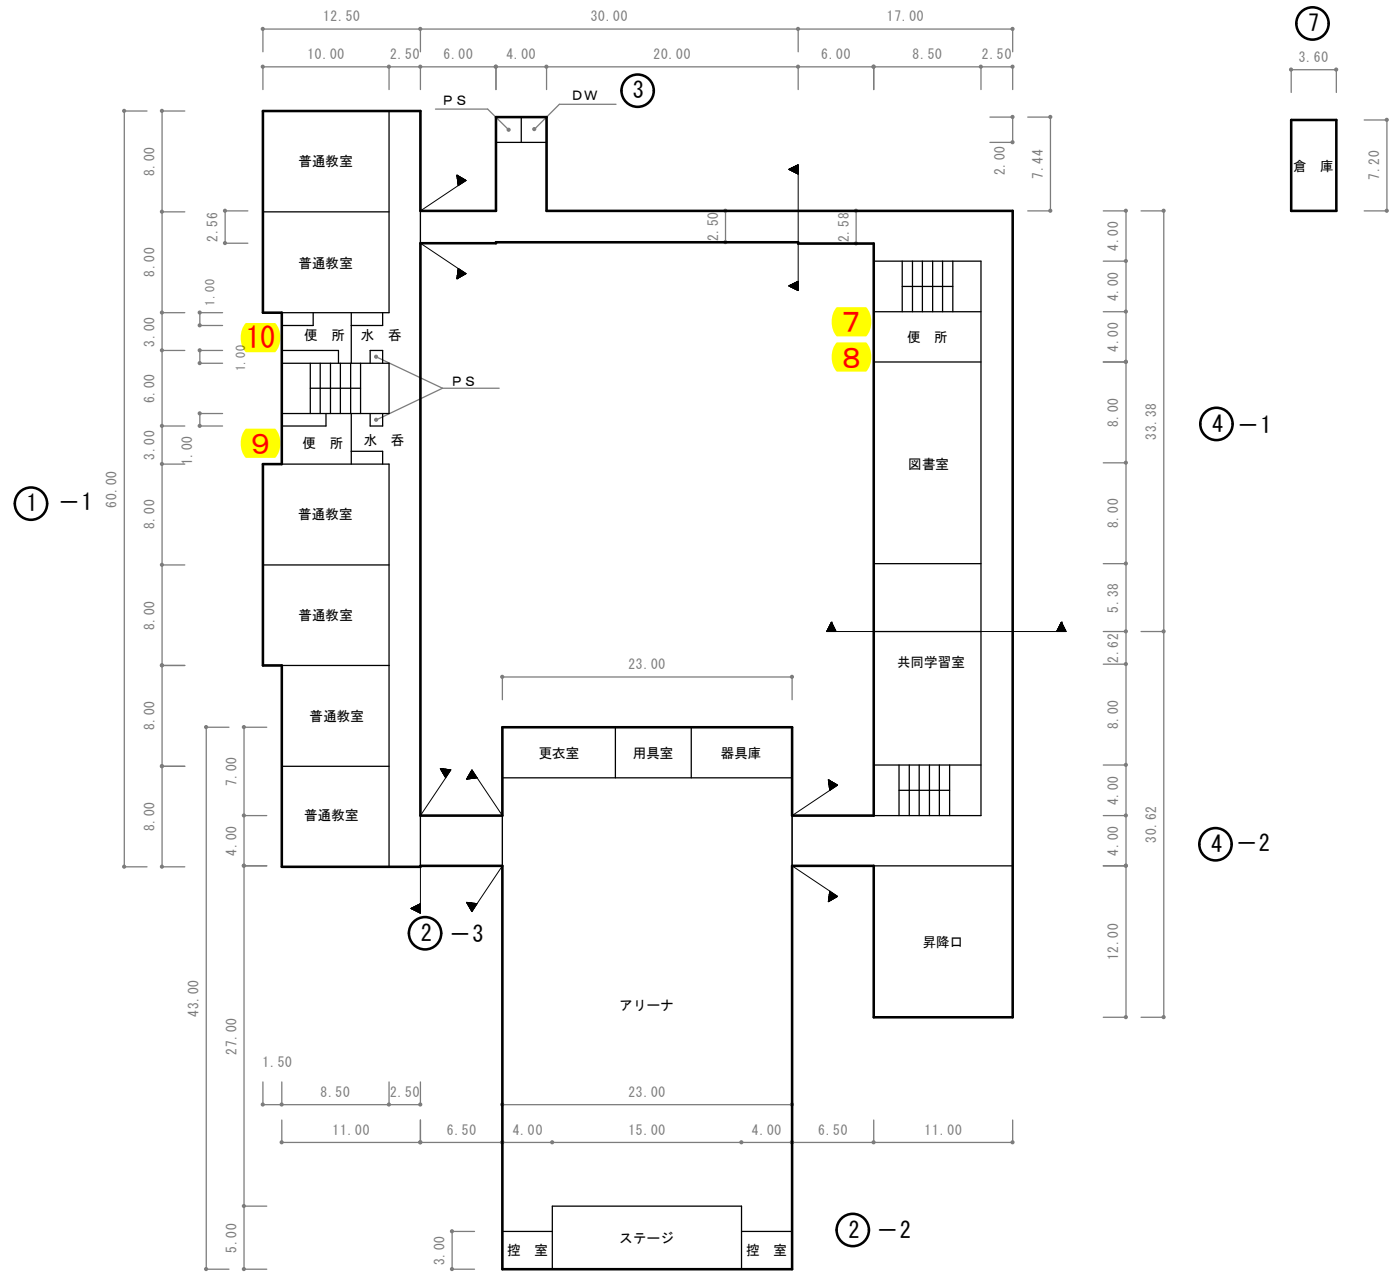 12.50 30.00 17.00
10.00 2.50 6.00 4.00 20.00 6.00 8.50 2.50
⑦
3.60
PS DW ③
8.00 普通教室 2.00 7.44 倉 庫 7.20
2.56 2.50 2.58 4.00
8.00 普通教室 4.00
1.00
3.00 10 便 所 水 呑 7 便 所 4.00
1.00 8
6.00 PS
8.00 33.38 ④-1
3.00 1.00 9 便 所 水 呑
図書室
①-1 60.00 8.00 普通教室 8.00
8.00 普通教室 5.38
2.62
23.00 共同学習室
8.00 普通教室 8.00
7.00 更衣室 用具室 器具庫
8.00 普通教室 4.00
4.00 30.62 4.00 ④-2
②-3
昇降口 12.00
43.00 27.00 アリーナ
1.50
8.50 2.50 23.00
11.00 6.50 4.00 15.00 4.00 6.50 11.00
5.00 3.00 控 室 ステージ 控 室 ②-2